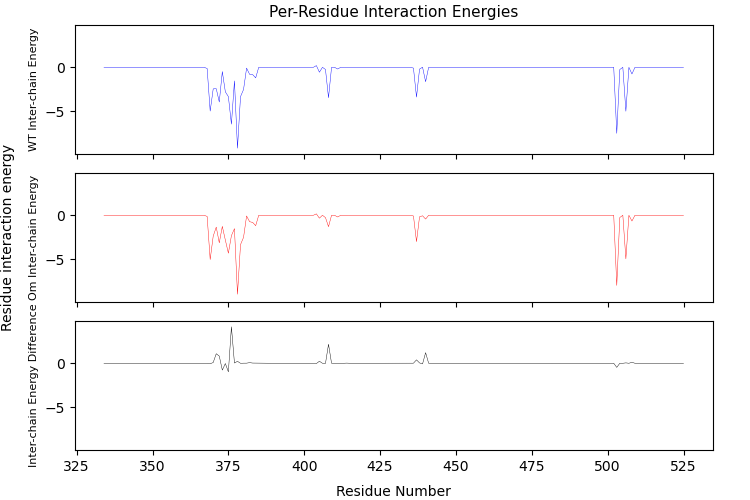 Per-Residue Interaction Energies
Residue interaction energy
WT Inter-chain Energy
0
−5
Om Inter-chain Energy
0
−5
Inter-chain Energy Difference
0
−5
325
350
375
400
425
450
475
500
525
Residue Number